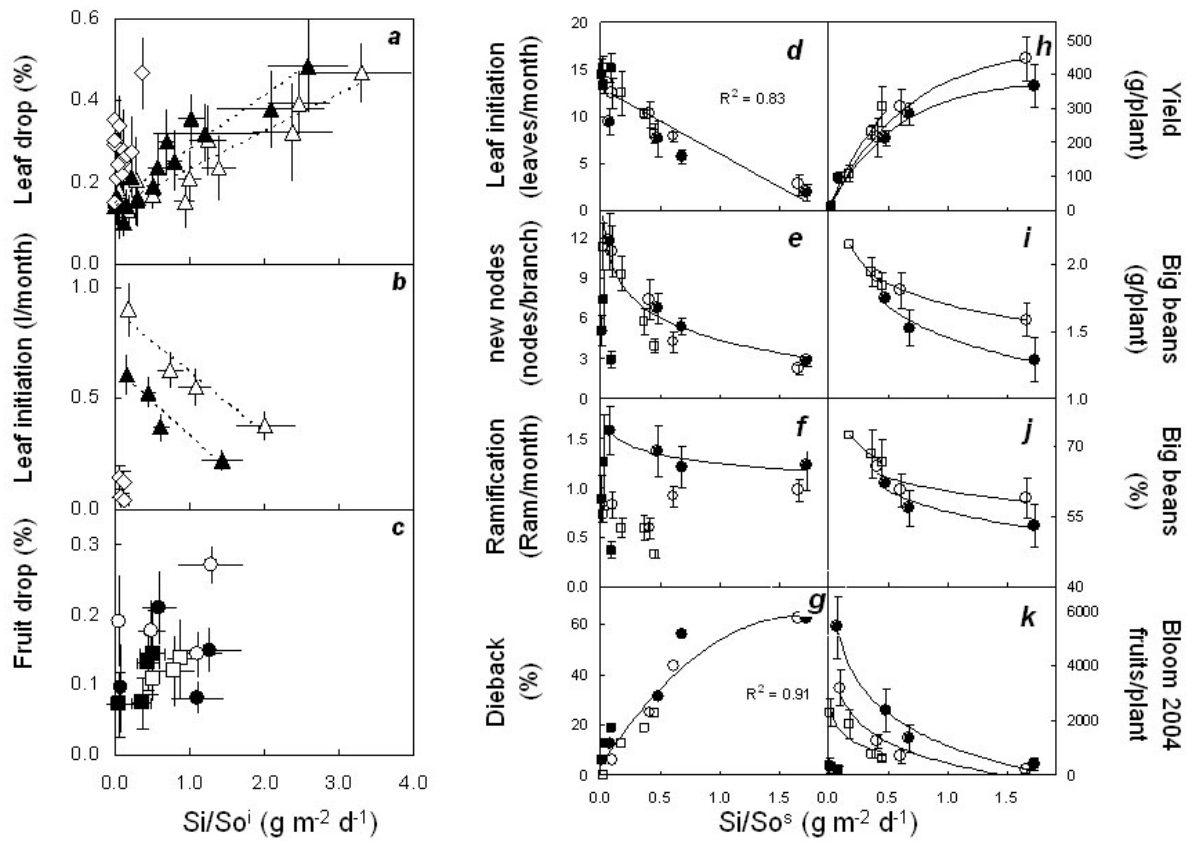 Leaf drop (%)
0.6
0.4
0.2
0.0
a
Leaf initiation (l/month)
1.0
0.5
0.0
b
Fruit drop (%)
0.3
0.2
0.1
0.0
c
0.0 1.0 2.0 3.0 4.0
Si/Soⁱ (g m⁻² d⁻¹)
Leaf initiation
(leaves/month)
20
15
10
5
0
d
R² = 0.83
new nodes
(nodes/branch)
12
9
6
3
0.0
e
Ramification
(Ram/month)
1.5
1.0
0.5
0.0
f
Dieback
(%)
60
40
20
0
g
R² = 0.91
0.0 0.5 1.0 1.5
h
500
400
300
200
100
0
Yield
(g/plant)
i
2.0
1.5
1.0
Big beans
(g/plant)
j
70
55
40
Big beans
(%)
k
6000
4000
2000
0
Bloom 2004
fruits/plant
0.0 0.5 1.0 1.5
Si/Soˢ (g m⁻² d⁻¹)